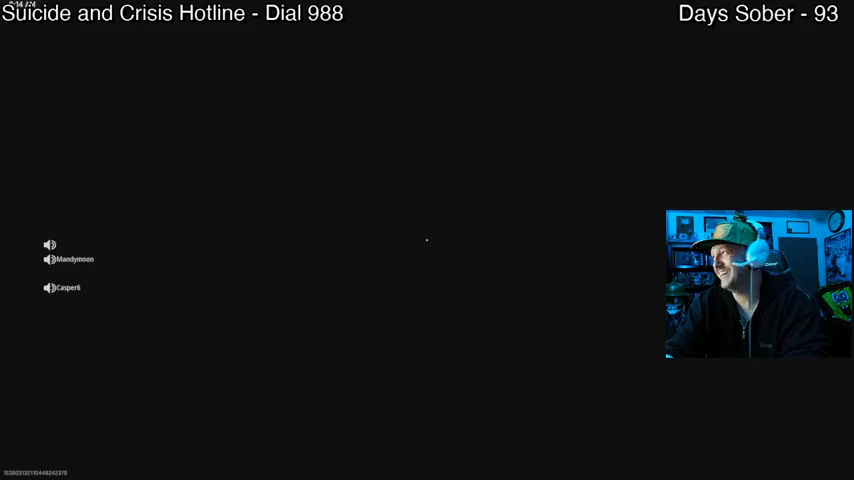 Suicide and Crisis Hotline - Dial 988
Days Sober - 93
Mandymoon
Casper6